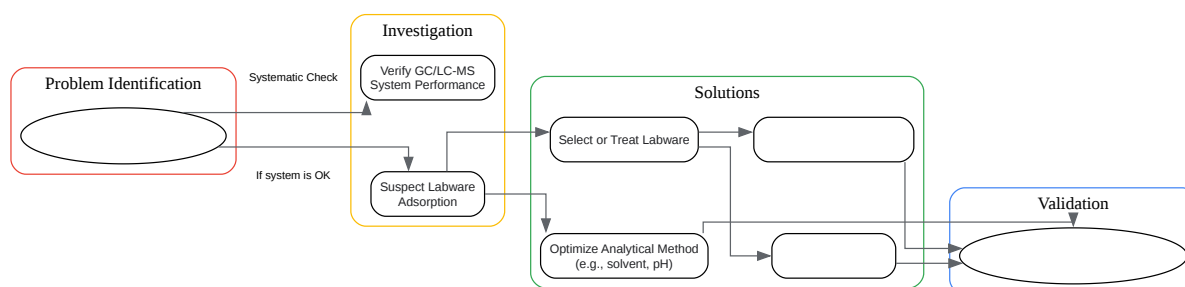 Problem Identification
Systematic Check
If system is OK
Investigation
Verify GC/LC-MS
System Performance
Suspect Labware
Adsorption
Solutions
Select or Treat Labware
Optimize Analytical Method
(e.g., solvent, pH)
Validation